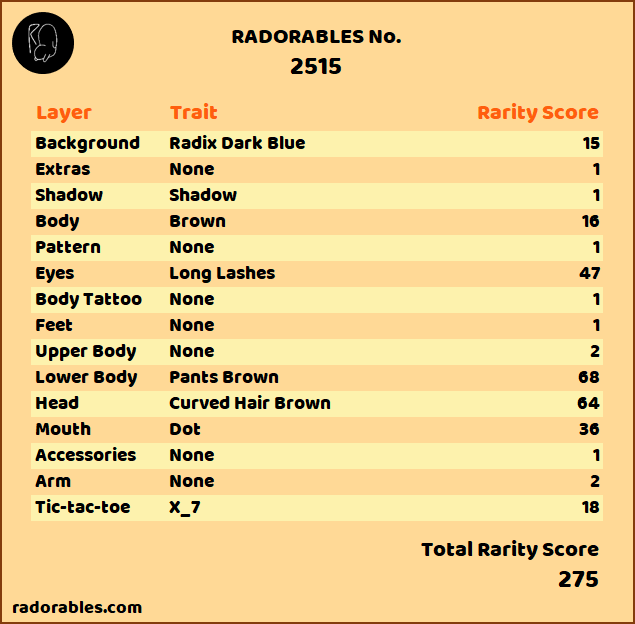 RADORABLES No.
2515
Layer Trait Rarity Score
Background Radix Dark Blue 15
Extras None 1
Shadow Shadow 1
Body Brown 16
Pattern None 1
Eyes Long Lashes 47
Body Tattoo None 1
Feet None 1
Upper Body None 2
Lower Body Pants Brown 68
Head Curved Hair Brown 64
Mouth Dot 36
Accessories None 1
Arm None 2
Tic-tac-toe X_7 18
Total Rarity Score
275
radorables.com